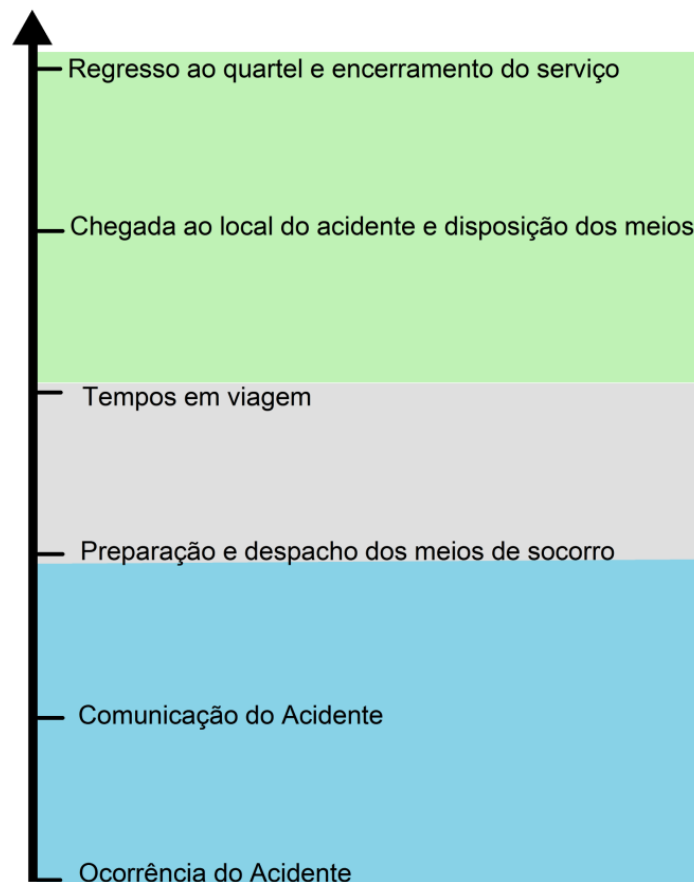 Regresso ao quartel e encerramento do serviço
Chegada ao local do acidente e disposição dos meios
Tempos em viagem
Preparação e despacho dos meios de socorro
Comunicação do Acidente
Ocorrência do Acidente